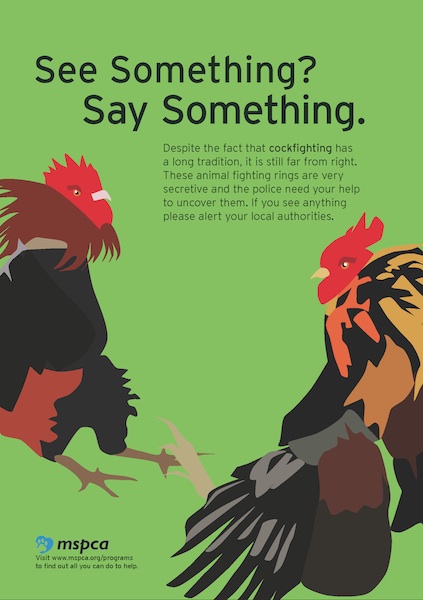 See Something?
Say Something.
Despite the fact that cockfighting has
a long tradition, it is still far from right.
These animal fighting rings are very
secretive and the police need your help
to uncover them. If you see anything
please alert your local authorities.
mspca
Visit www.mspca.org/programs
to find out all you can do to help.